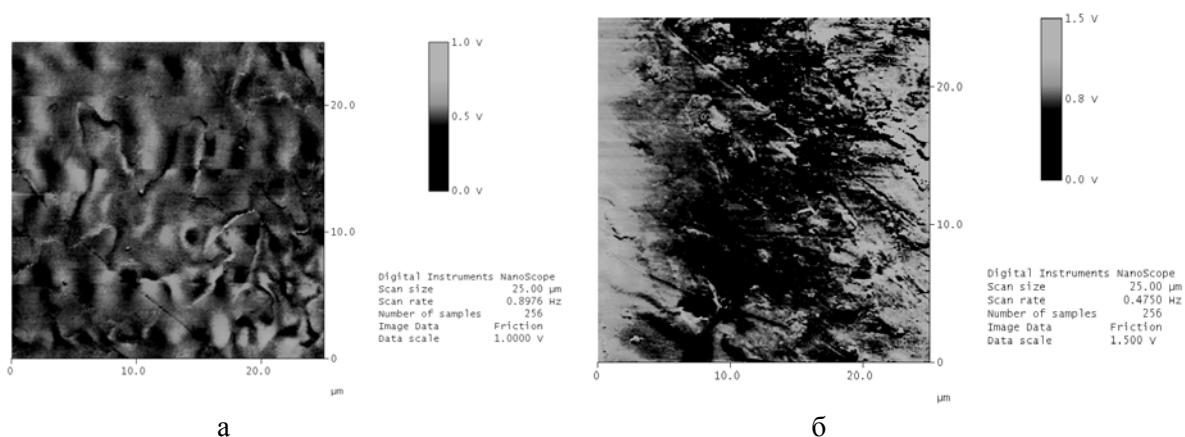 1.0 V
0.5 V
0.0 V
20.0
10.0
0
0
10.0
20.0
µm
Digital Instruments NanoScope
Scan size 25.00 µm
Scan rate 0.8976 Hz
Number of samples 256
Image Data Friction
Data scale 1.0000 V
а
1.5 V
0.8 V
0.0 V
20.0
10.0
0
0
10.0
20.0
µm
Digital Instruments NanoScope
Scan size 25.00 µm
Scan rate 0.4750 Hz
Number of samples 256
Image Data Friction
Data scale 1.500 V
б